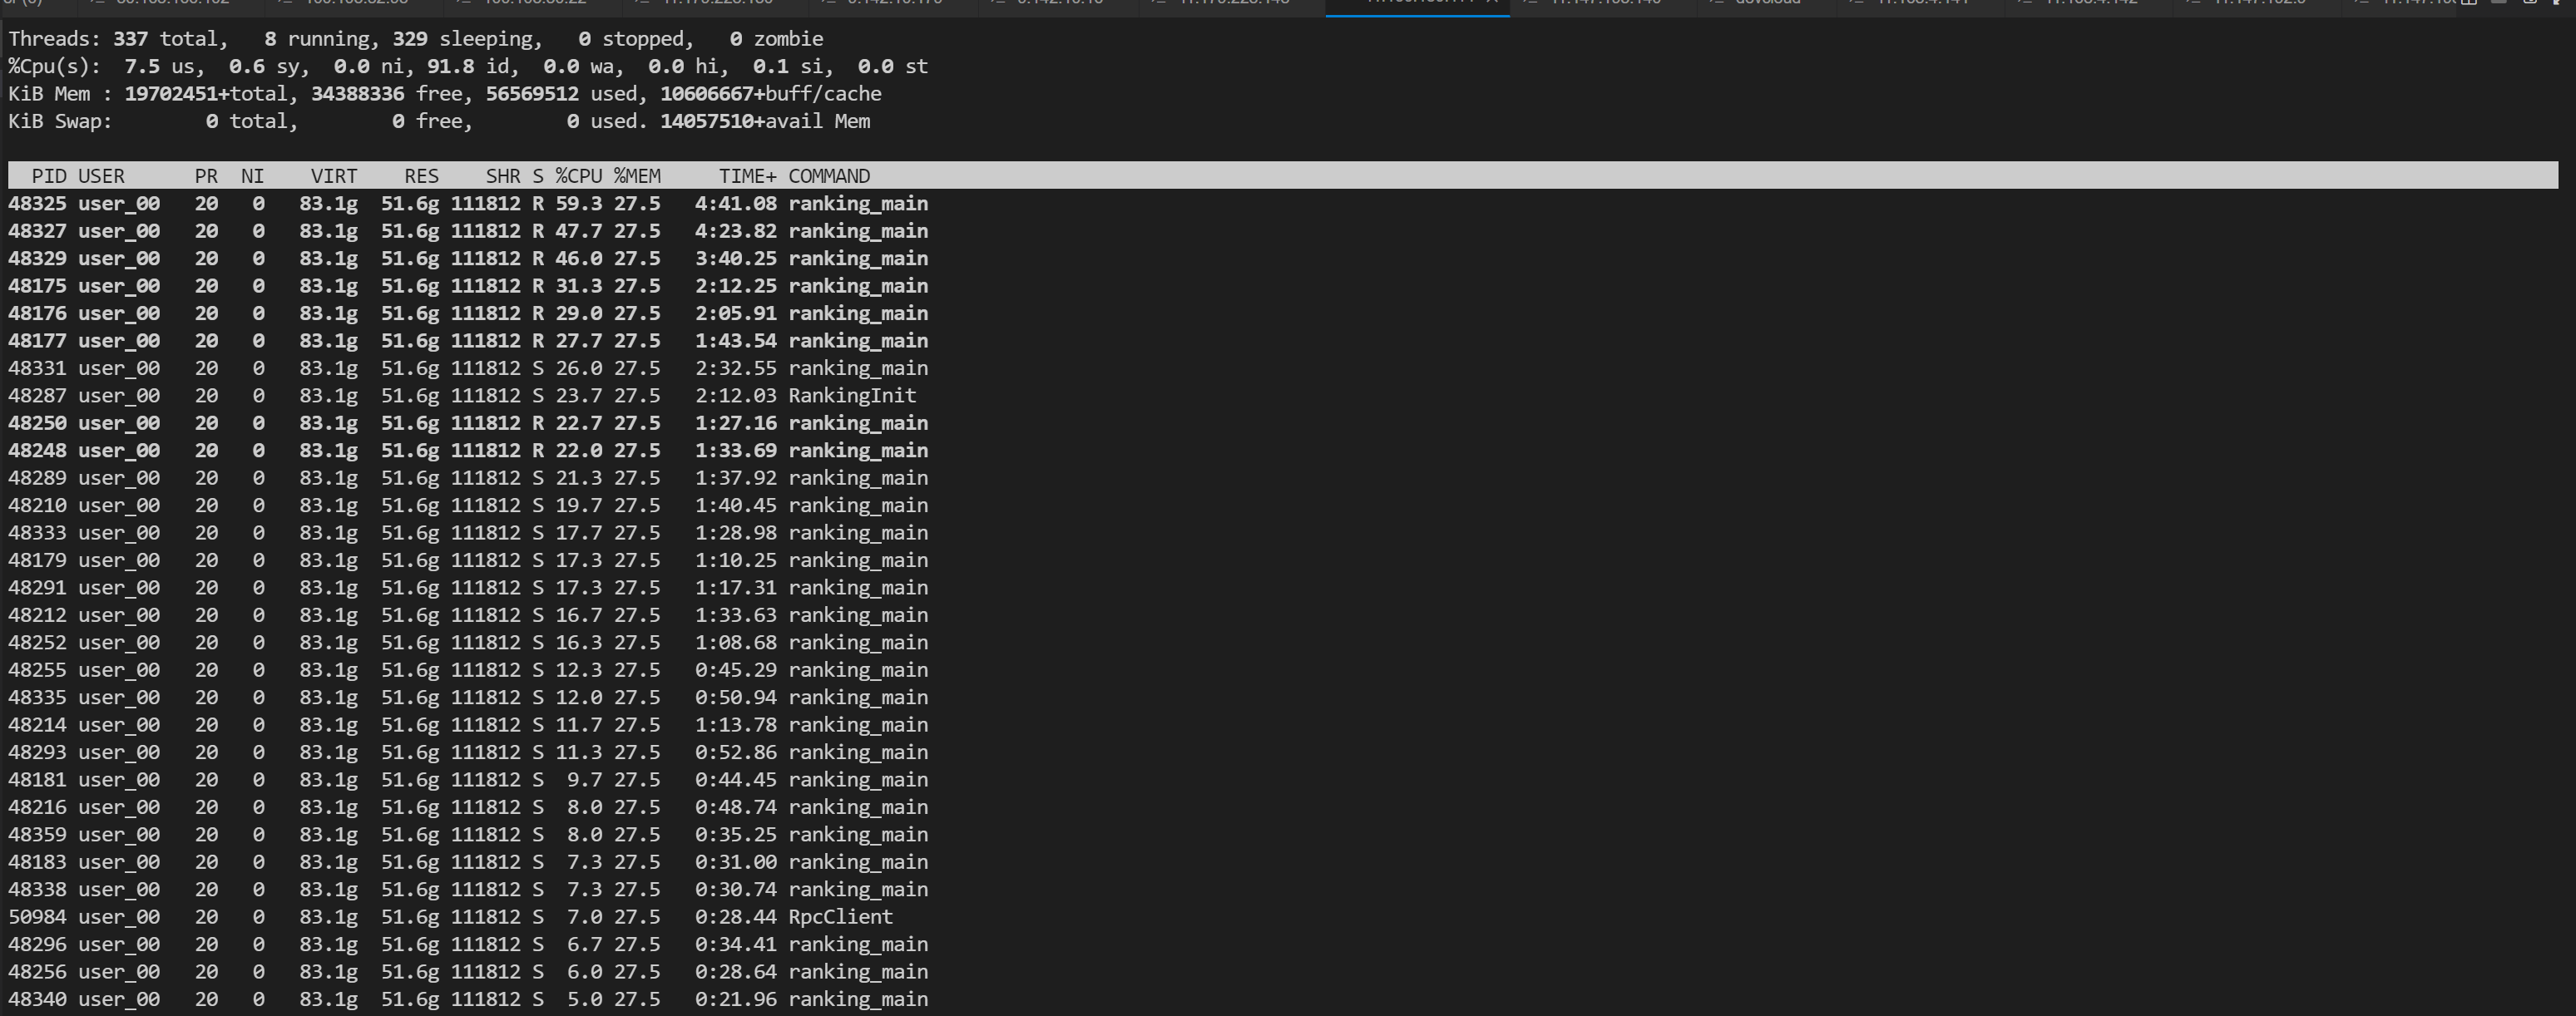 Threads: 337 total,   8 running, 329 sleeping,   0 stopped,   0 zombie
%Cpu(s):  7.5 us,  0.6 sy,  0.0 ni, 91.8 id,  0.0 wa,  0.0 hi,  0.1 si,  0.0 st
KiB Mem : 19702451+total, 34388336 free, 56569512 used, 10606667+buff/cache
KiB Swap:        0 total,        0 free,        0 used. 14057510+avail Mem
PID USER      PR  NI    VIRT    RES    SHR S %CPU %MEM     TIME+ COMMAND
48325 user_00   20   0   83.1g  51.6g 111812 R 59.3 27.5   4:41.08 ranking_main
48327 user_00   20   0   83.1g  51.6g 111812 R 47.7 27.5   4:23.82 ranking_main
48329 user_00   20   0   83.1g  51.6g 111812 R 46.0 27.5   3:40.25 ranking_main
48175 user_00   20   0   83.1g  51.6g 111812 R 31.3 27.5   2:12.25 ranking_main
48176 user_00   20   0   83.1g  51.6g 111812 R 29.0 27.5   2:05.91 ranking_main
48177 user_00   20   0   83.1g  51.6g 111812 R 27.7 27.5   1:43.54 ranking_main
48331 user_00   20   0   83.1g  51.6g 111812 S 26.0 27.5   2:32.55 ranking_main
48287 user_00   20   0   83.1g  51.6g 111812 S 23.7 27.5   2:12.03 RankingInit
48250 user_00   20   0   83.1g  51.6g 111812 R 22.7 27.5   1:27.16 ranking_main
48248 user_00   20   0   83.1g  51.6g 111812 R 22.0 27.5   1:33.69 ranking_main
48289 user_00   20   0   83.1g  51.6g 111812 S 21.3 27.5   1:37.92 ranking_main
48210 user_00   20   0   83.1g  51.6g 111812 S 19.7 27.5   1:40.45 ranking_main
48333 user_00   20   0   83.1g  51.6g 111812 S 17.7 27.5   1:28.98 ranking_main
48179 user_00   20   0   83.1g  51.6g 111812 S 17.3 27.5   1:10.25 ranking_main
48291 user_00   20   0   83.1g  51.6g 111812 S 17.3 27.5   1:17.31 ranking_main
48212 user_00   20   0   83.1g  51.6g 111812 S 16.7 27.5   1:33.63 ranking_main
48252 user_00   20   0   83.1g  51.6g 111812 S 16.3 27.5   1:08.68 ranking_main
48255 user_00   20   0   83.1g  51.6g 111812 S 12.3 27.5   0:45.29 ranking_main
48335 user_00   20   0   83.1g  51.6g 111812 S 12.0 27.5   0:50.94 ranking_main
48214 user_00   20   0   83.1g  51.6g 111812 S 11.7 27.5   1:13.78 ranking_main
48293 user_00   20   0   83.1g  51.6g 111812 S 11.3 27.5   0:52.86 ranking_main
48181 user_00   20   0   83.1g  51.6g 111812 S  9.7 27.5   0:44.45 ranking_main
48216 user_00   20   0   83.1g  51.6g 111812 S  8.0 27.5   0:48.74 ranking_main
48359 user_00   20   0   83.1g  51.6g 111812 S  8.0 27.5   0:35.25 ranking_main
48183 user_00   20   0   83.1g  51.6g 111812 S  7.3 27.5   0:31.00 ranking_main
48338 user_00   20   0   83.1g  51.6g 111812 S  7.3 27.5   0:30.74 ranking_main
50984 user_00   20   0   83.1g  51.6g 111812 S  7.0 27.5   0:28.44 RpcClient
48296 user_00   20   0   83.1g  51.6g 111812 S  6.7 27.5   0:34.41 ranking_main
48256 user_00   20   0   83.1g  51.6g 111812 S  6.0 27.5   0:28.64 ranking_main
48340 user_00   20   0   83.1g  51.6g 111812 S  5.0 27.5   0:21.96 ranking_main